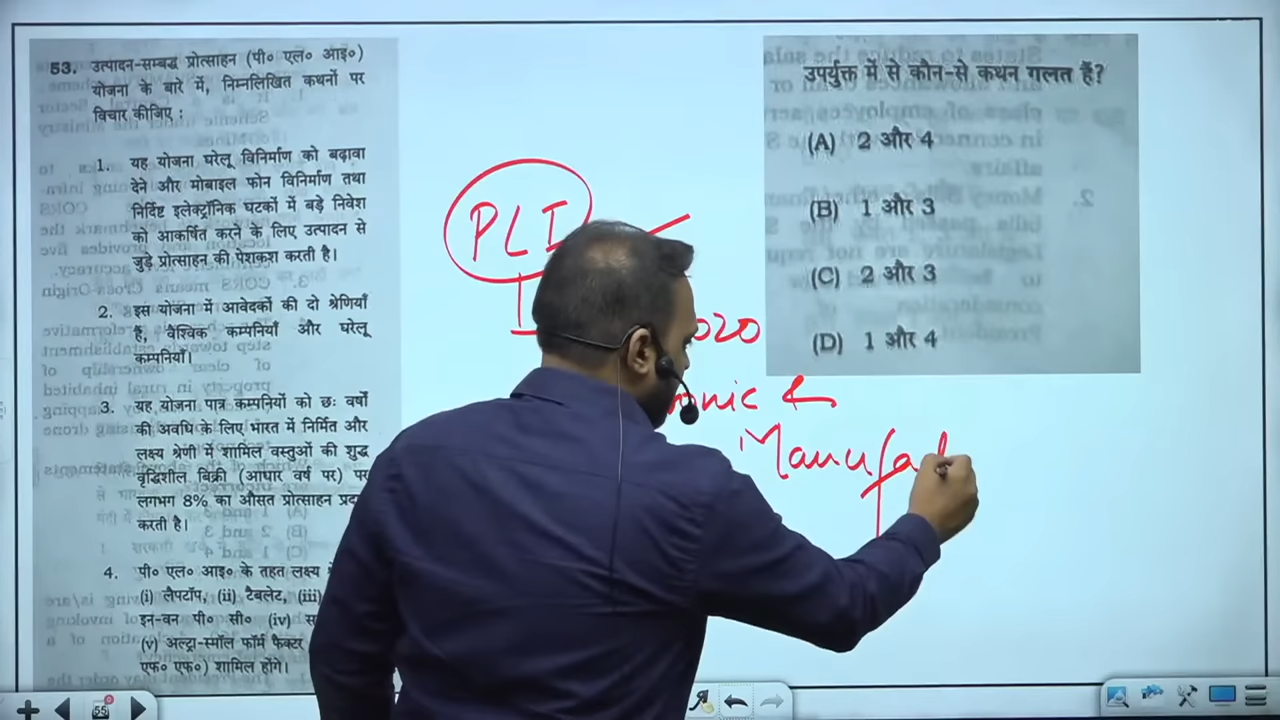 53. उत्पादन-सम्बद्ध प्रोत्साहन (पी० एल० आइ०)
योजना के बारे में, निम्नलिखित कथनों पर
विचार कीजिए :
1. यह योजना घरेलू विनिर्माण को बढ़ावा
देने और मोबाइल फोन विनिर्माण तथा
निर्दिष्ट इलेक्ट्रॉनिक घटकों में बड़े निवेश
को आकर्षित करने के लिए उत्पादन से
जुड़े प्रोत्साहन की पेशकश करती है।
2. इस योजना में आवेदकों की दो श्रेणियाँ
हैं, वैश्विक कम्पनियाँ और घरेलू
कम्पनियाँ।
3. यह योजना पात्र कम्पनियों को छः वर्षों
की अवधि के लिए भारत में निर्मित और
लक्ष्य श्रेणी में शामिल वस्तुओं की शुद्ध
वृद्धिशील बिक्री (आधार वर्ष पर) पर
लगभग 8% का औसत प्रोत्साहन
करती है।
4. पी० एल० आइ० के तहत लक्ष्य
(i) लैपटॉप, (ii) टैबलेट, (iii)
इन-वन पी० सी० (iv)
(v) अल्ट्रा-स्मॉल फॉर्म फैक्टर
एफ० एफ०) शामिल होंगे।
PLI
020
onic &
Manufa
उपर्युक्त में से कौन-से कथन गलत हैं?
(A) 2 और 4
(B) 1 और 3
(C) 2 और 3
(D) 1 और 4